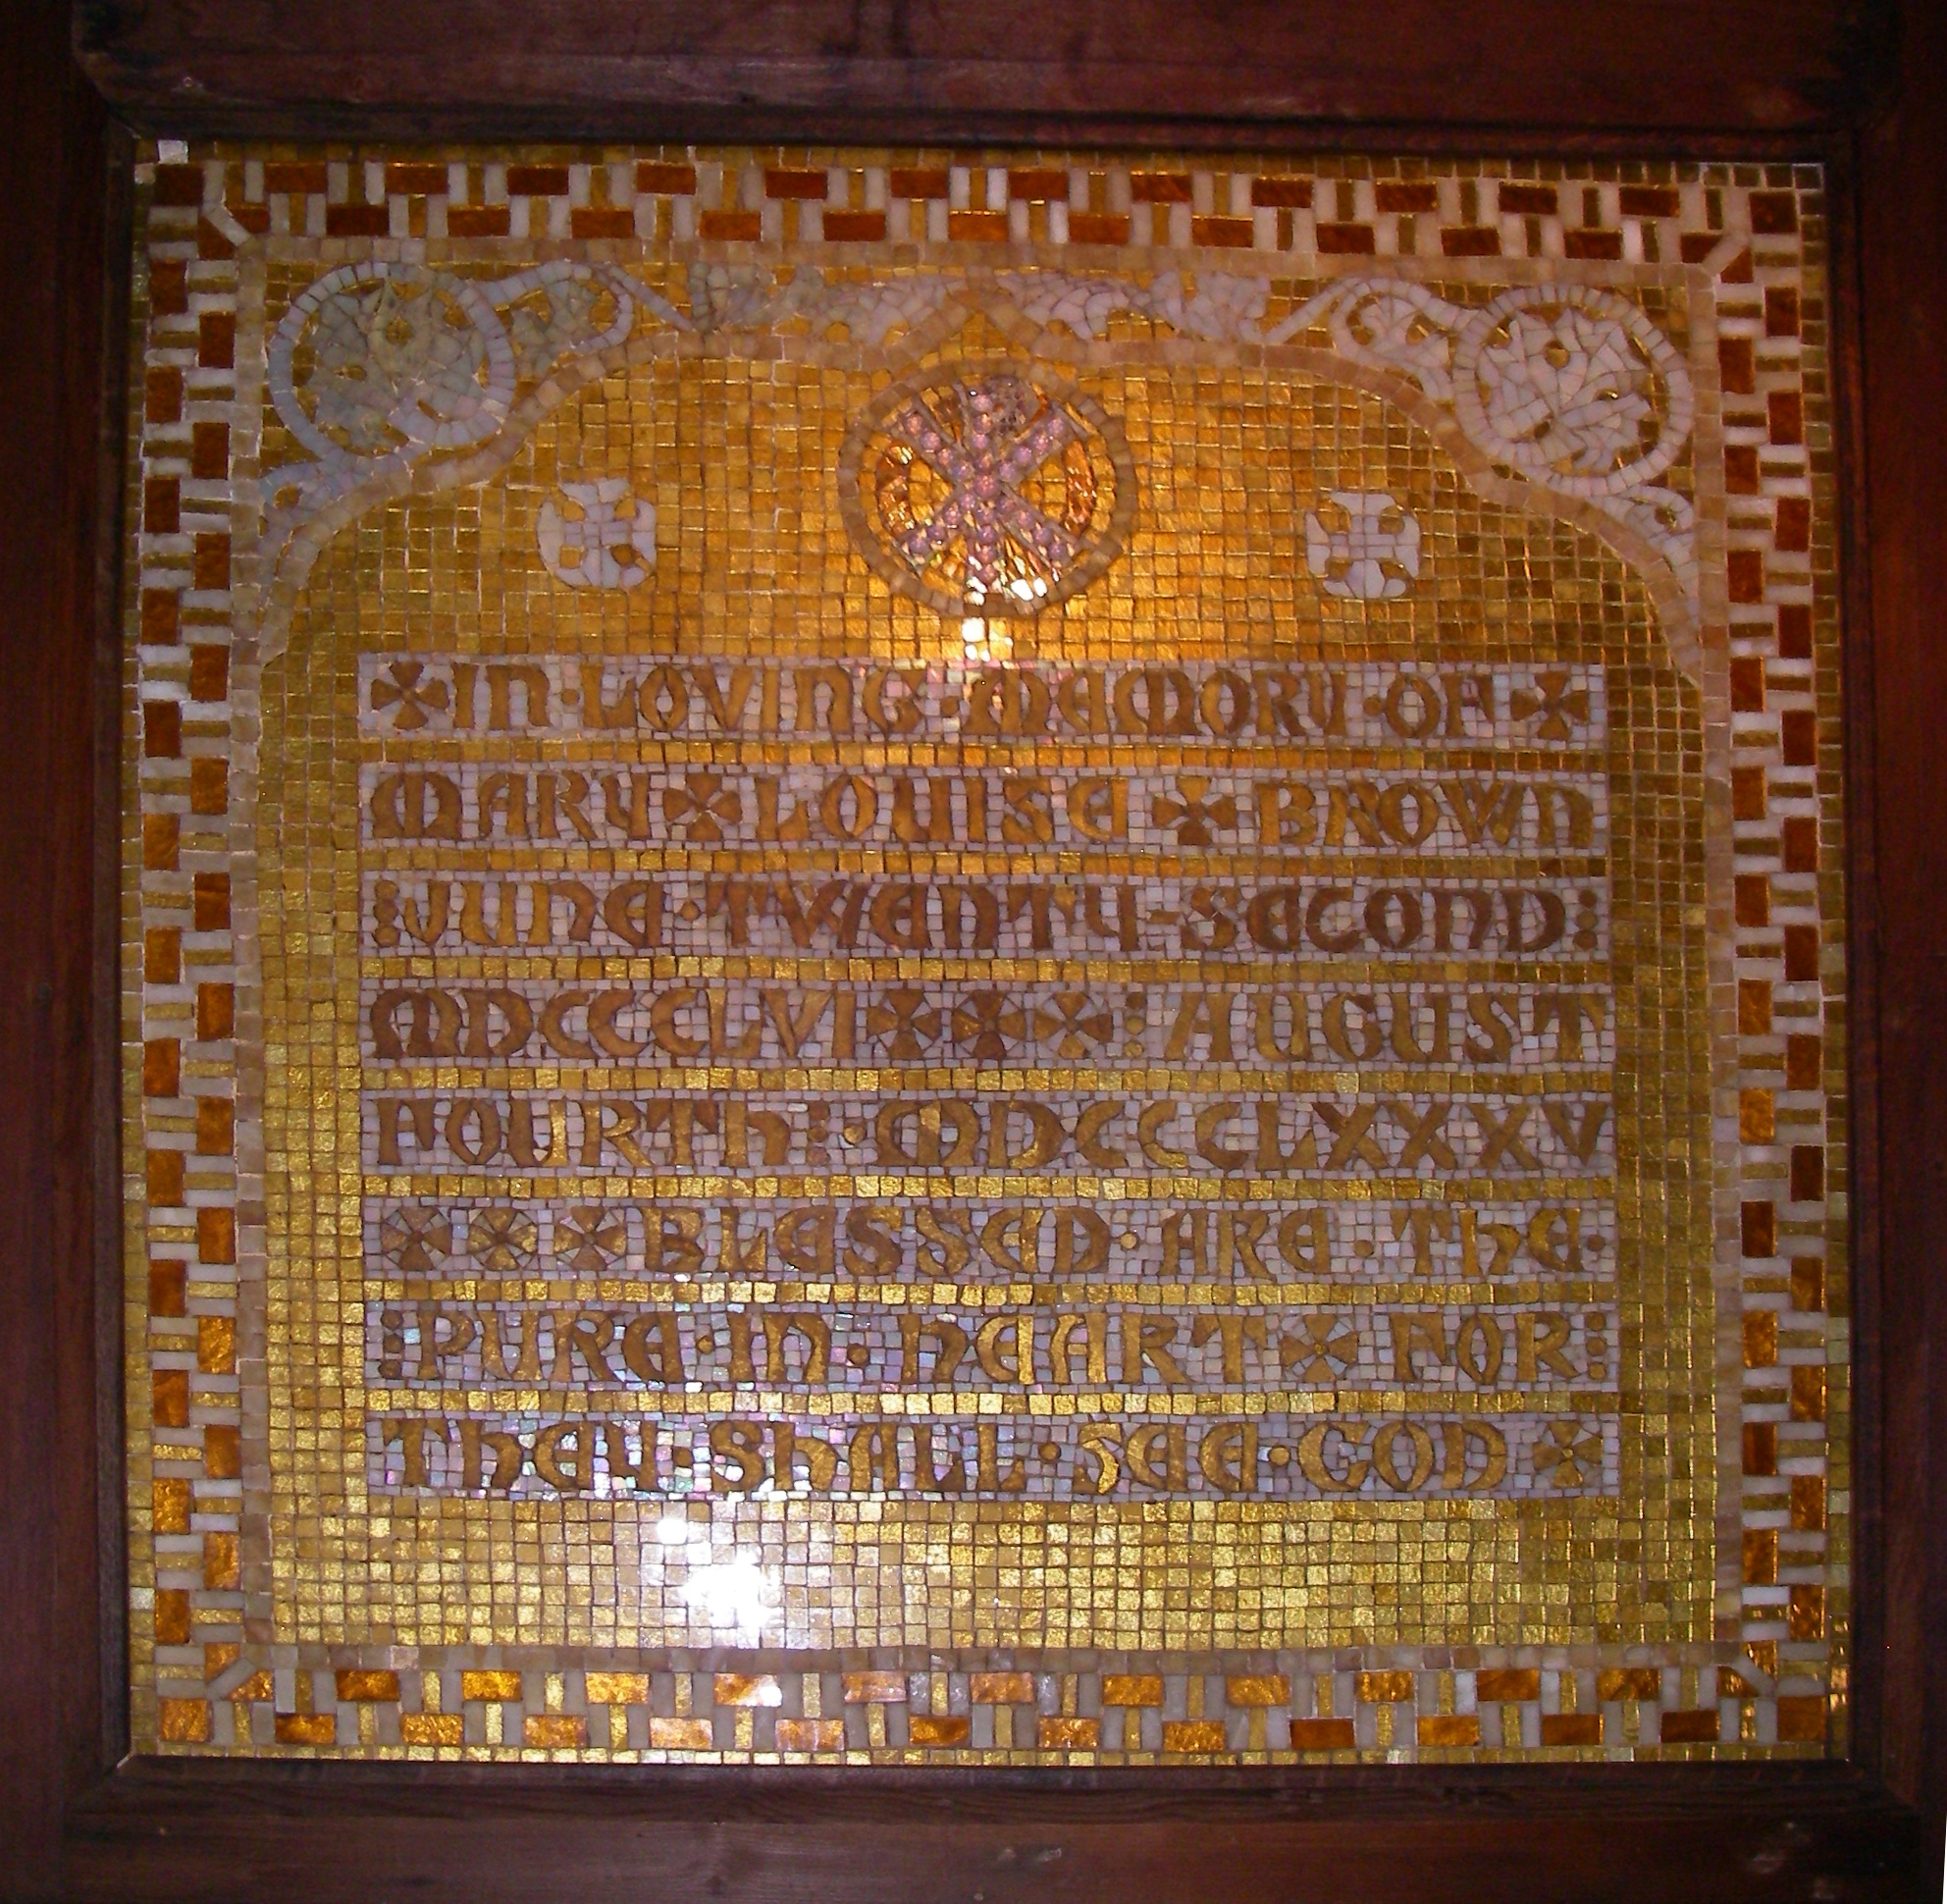 IN·LOVING·MEMORY·OF
MARY LOUISE BROWN
:JUNE·TWENTY-SECOND:
MDCCCLVI : AUGUST
FOURTH: ·MDCCCLXXXV
BLESSED·ARE·THE·
:PURE·IN·HEART FOR:
THEY·SHALL·SEE·GOD